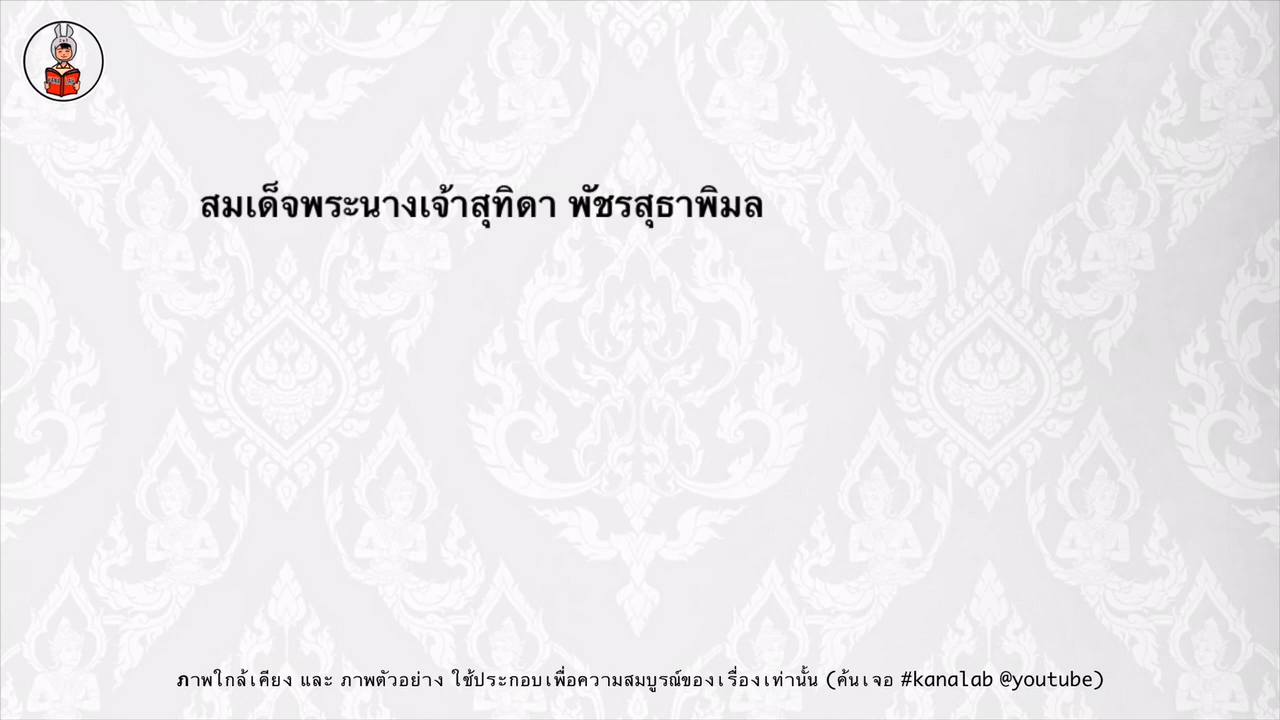 สมเด็จพระนางเจ้าสุทิดา พัชรสุธาพิมล
ภาพใกล้เคียง และ ภาพตัวอย่าง ใช้ประกอบเพื่อความสมบูรณ์ของเรื่องเท่านั้น (ค้นเจอ #kanalab @youtube)